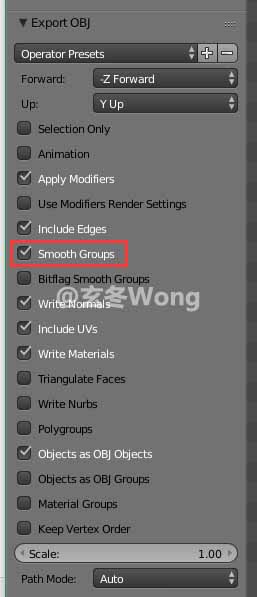 Export OBJ
Operator Presets
Forward: -Z Forward
Up: Y Up
Selection Only
Animation
Apply Modifiers
Use Modifiers Render Settings
Include Edges
Smooth Groups
Bitflag Smooth Groups
@玄冬Wong
Write Normals
Include UVs
Write Materials
Triangulate Faces
Write Nurbs
Polygroups
Objects as OBJ Objects
Objects as OBJ Groups
Material Groups
Keep Vertex Order
Scale: 1.00
Path Mode: Auto